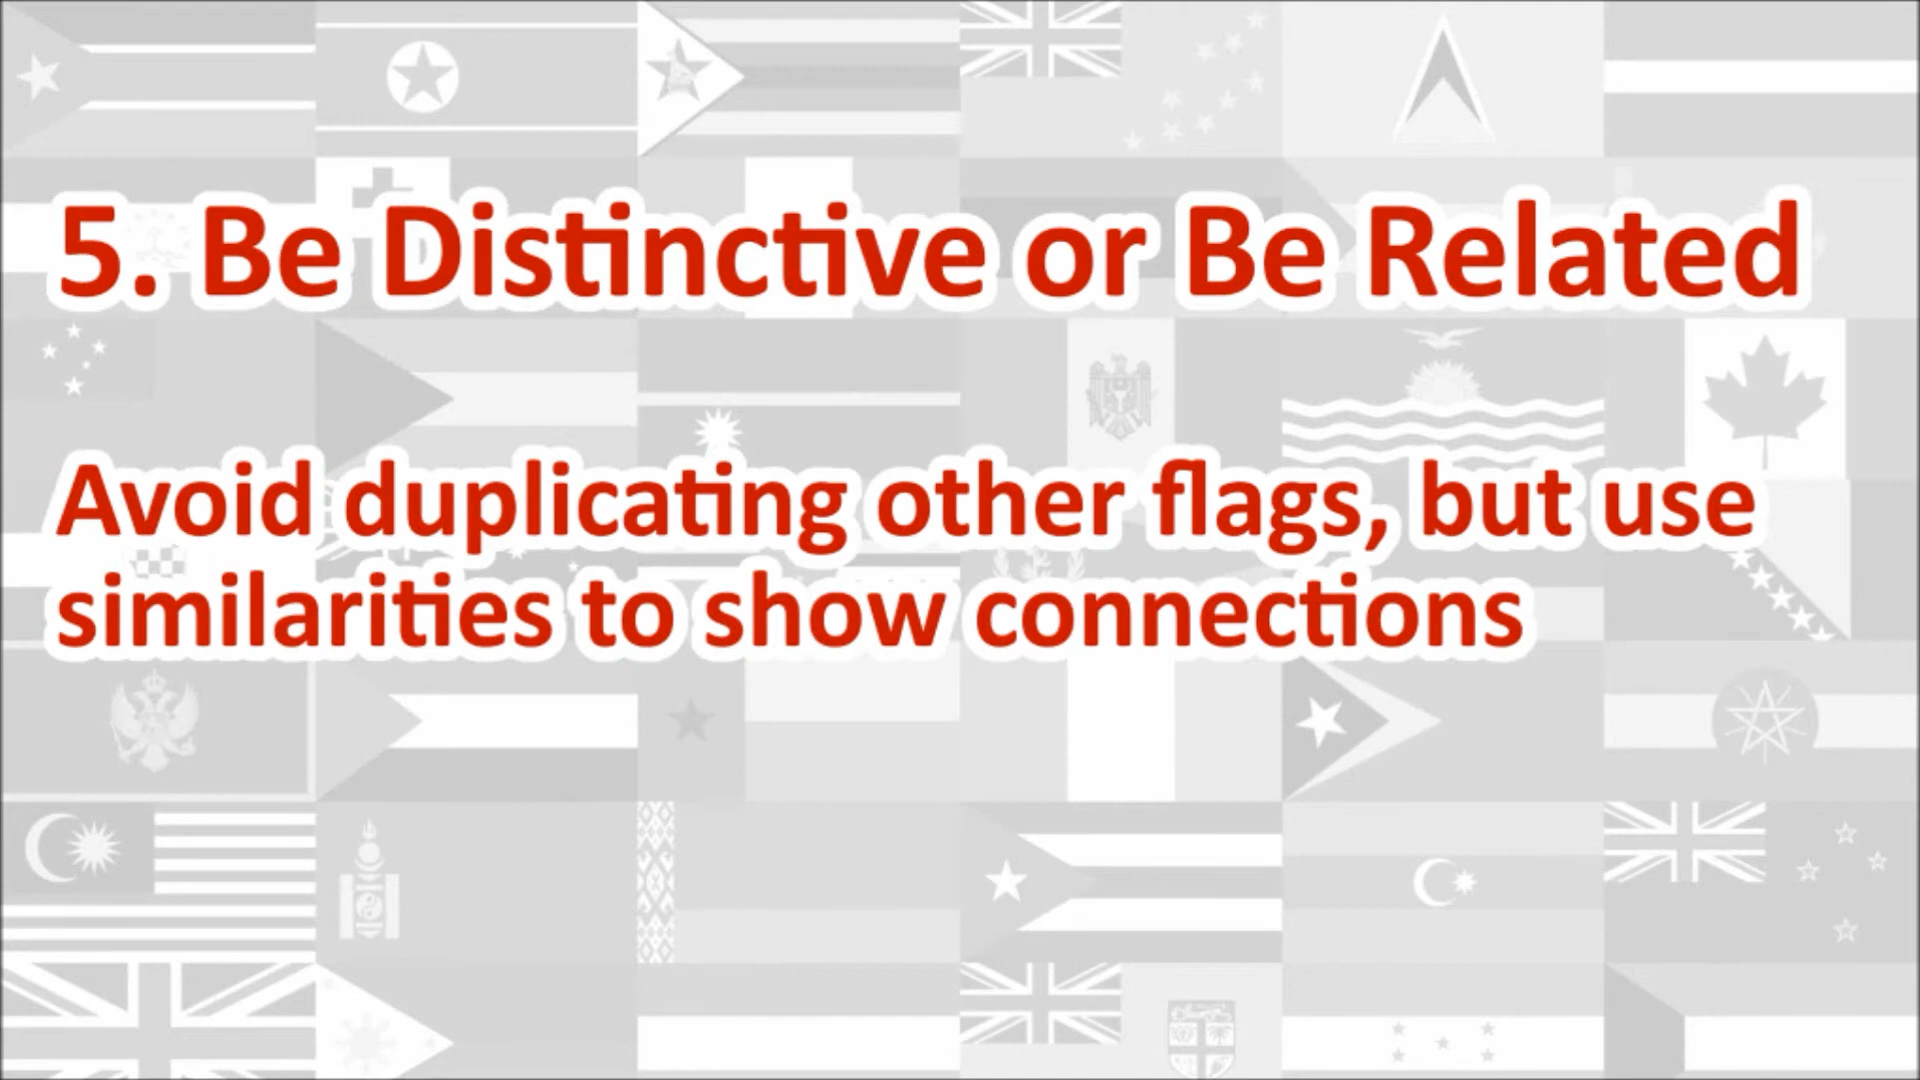 5. Be Distinctive or Be Related
Avoid duplicating other flags, but use
similarities to show connections